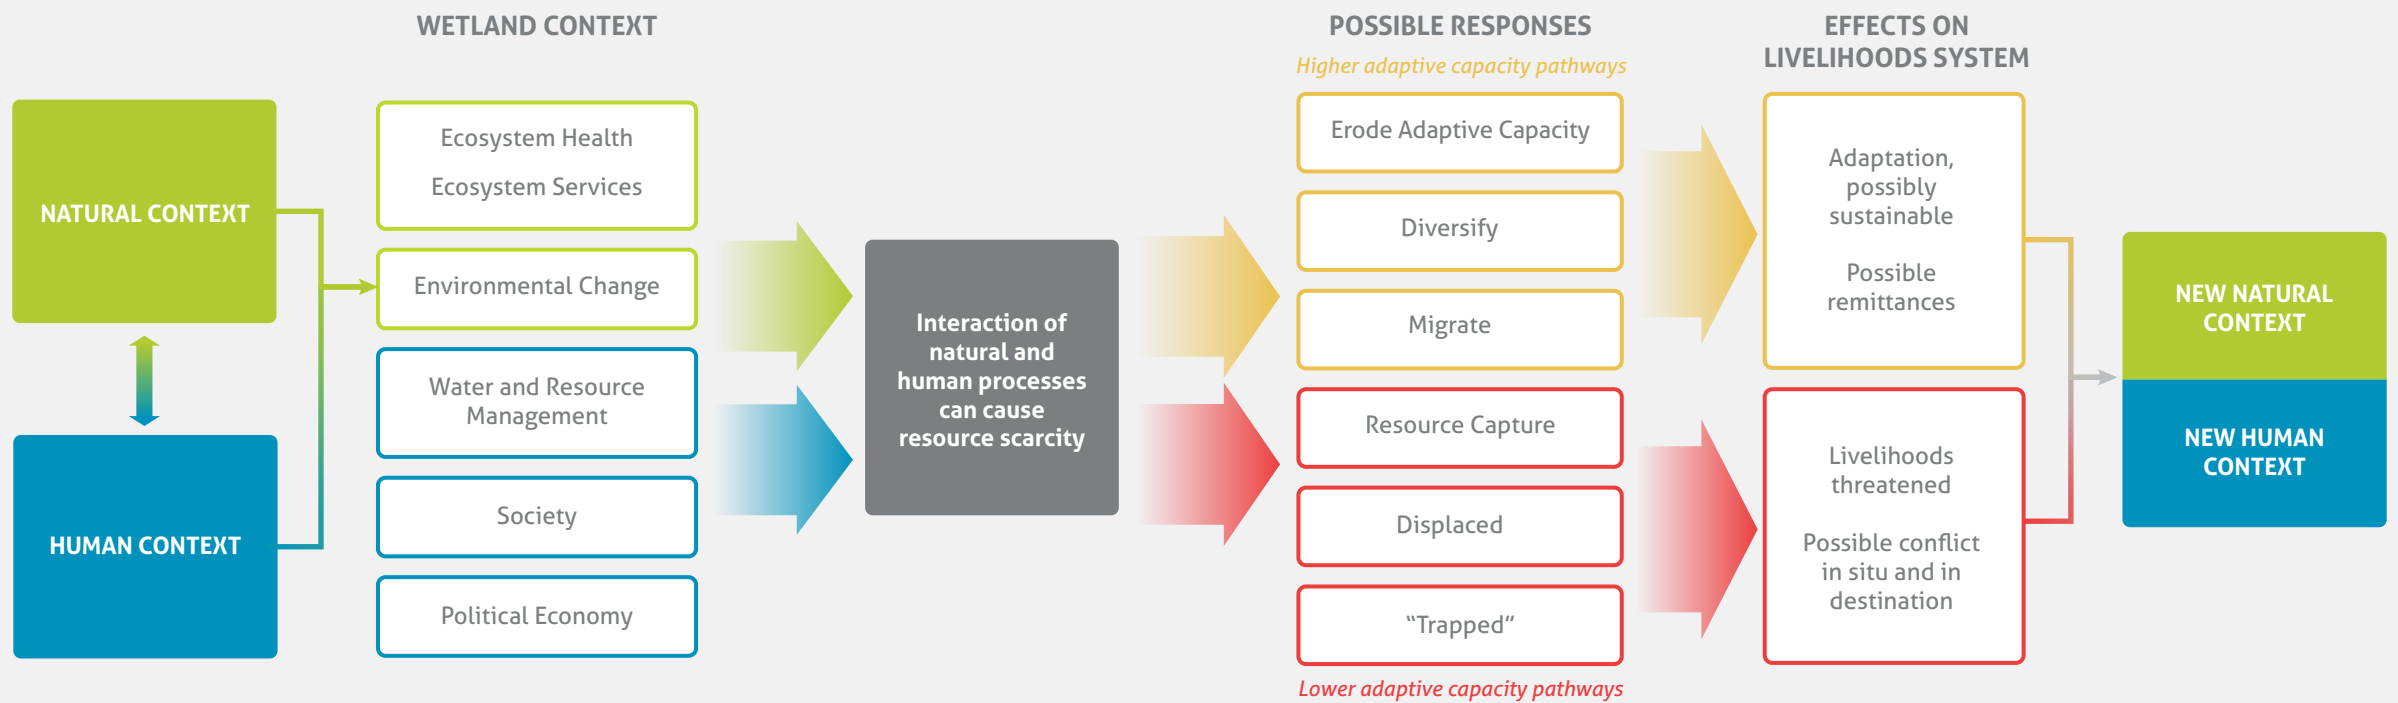 WETLAND CONTEXT
NATURAL CONTEXT
HUMAN CONTEXT
Ecosystem Health
Ecosystem Services
Environmental Change
Water and Resource
Management
Society
Political Economy
Interaction of
natural and
human processes
can cause
resource scarcity
POSSIBLE RESPONSES
Higher adaptive capacity pathways
Erode Adaptive Capacity
Diversify
Migrate
Resource Capture
Displaced
“Trapped”
Lower adaptive capacity pathways
EFFECTS ON
LIVELIHOODS SYSTEM
Adaptation,
possibly
sustainable
Possible
remittances
Livelihoods
threatened
Possible conflict
in situ and in
destination
NEW NATURAL
CONTEXT
NEW HUMAN
CONTEXT